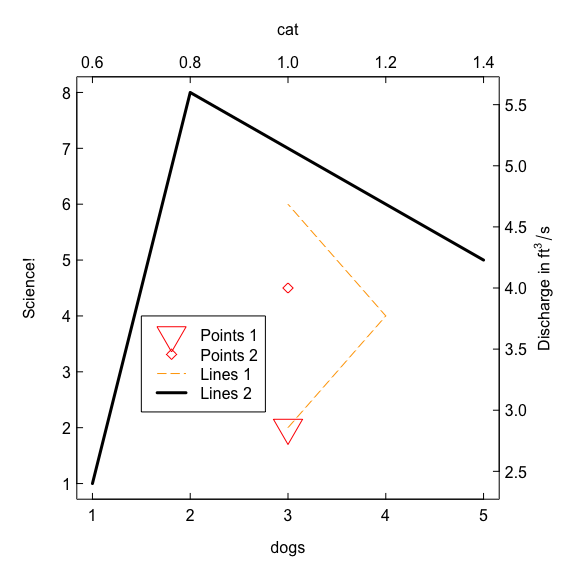 cat
0.6 0.8 1.0 1.2 1.4
8
7
6
5
4
3
2
1
Science!
5.5
5.0
4.5
4.0
3.5
3.0
2.5
Discharge in ft³/s
Points 1
Points 2
Lines 1
Lines 2
1 2 3 4 5
dogs